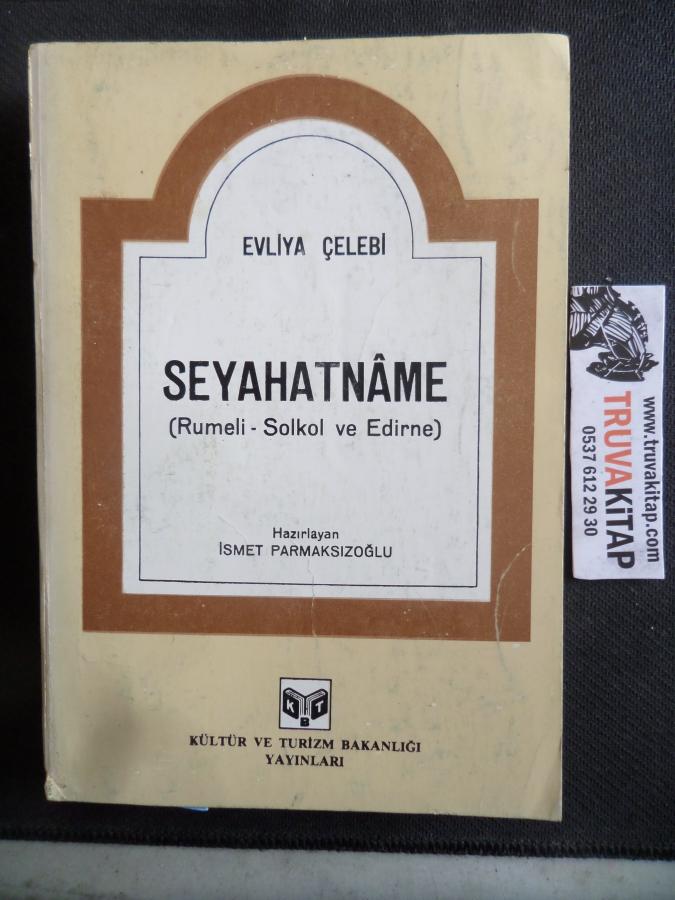 EVLİYA ÇELEBİ
SEYAHATNÂME
(Rumeli - Solkol ve Edirne)
Hazırlayan
İSMET PARMAKSIZOĞLU
K B T
KÜLTÜR VE TURİZM BAKANLIĞI
YAYINLARI
www.truvakitap.com
TRUVAKİTAP
0537 612 29 30